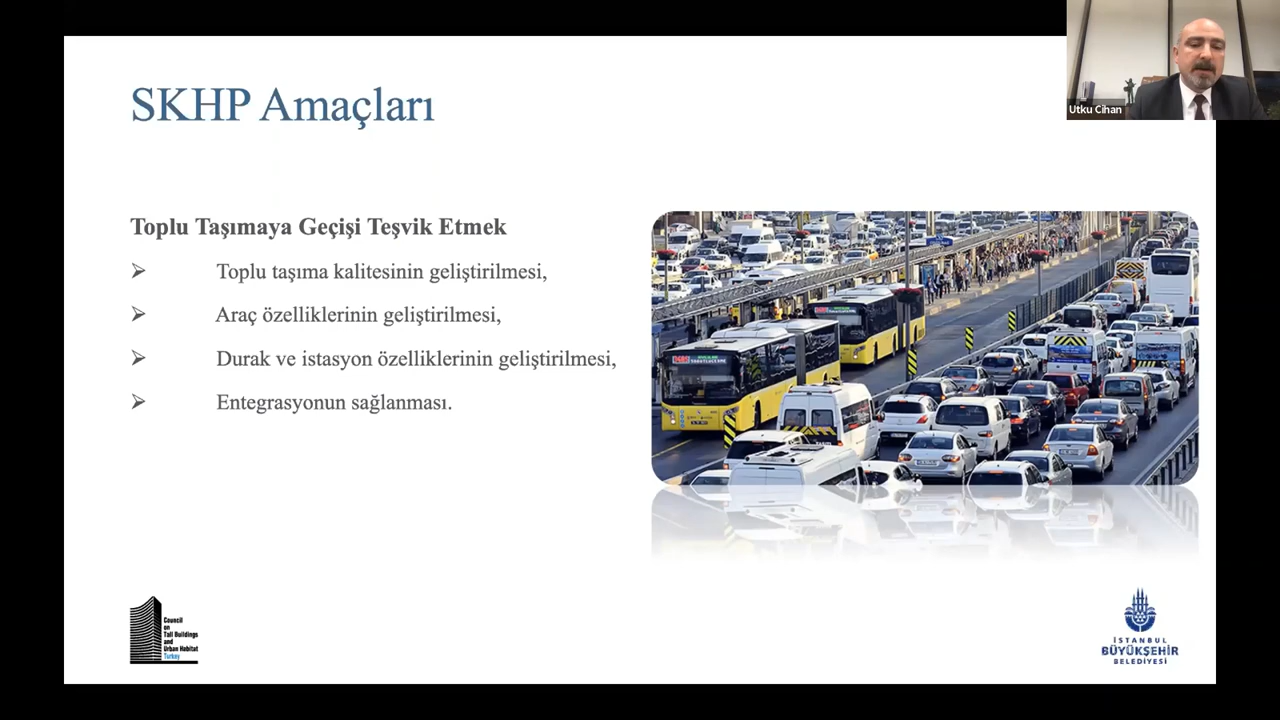 SKHP Amaçları
Utku Cihan
Toplu Taşımaya Geçişi Teşvik Etmek
➢ Toplu taşıma kalitesinin geliştirilmesi,
➢ Araç özelliklerinin geliştirilmesi,
➢ Durak ve istasyon özelliklerinin geliştirilmesi,
➢ Entegrasyonun sağlanması.
Council
on
Tall Buildings
and
Urban Habitat
Turkey
İSTANBUL
BÜYÜKŞEHİR
BELEDİYESİ